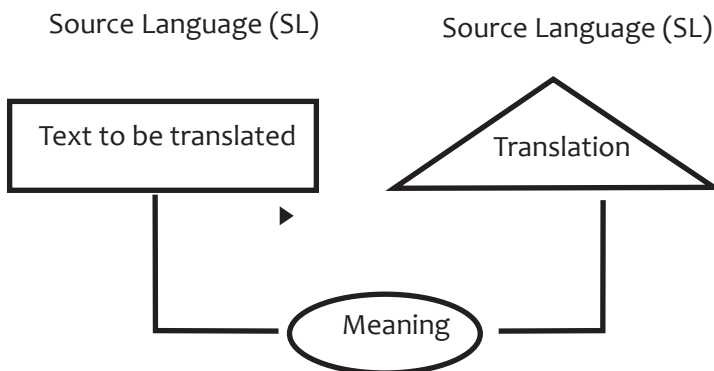 Source Language (SL)
Source Language (SL)
Text to be translated
Translation
Meaning